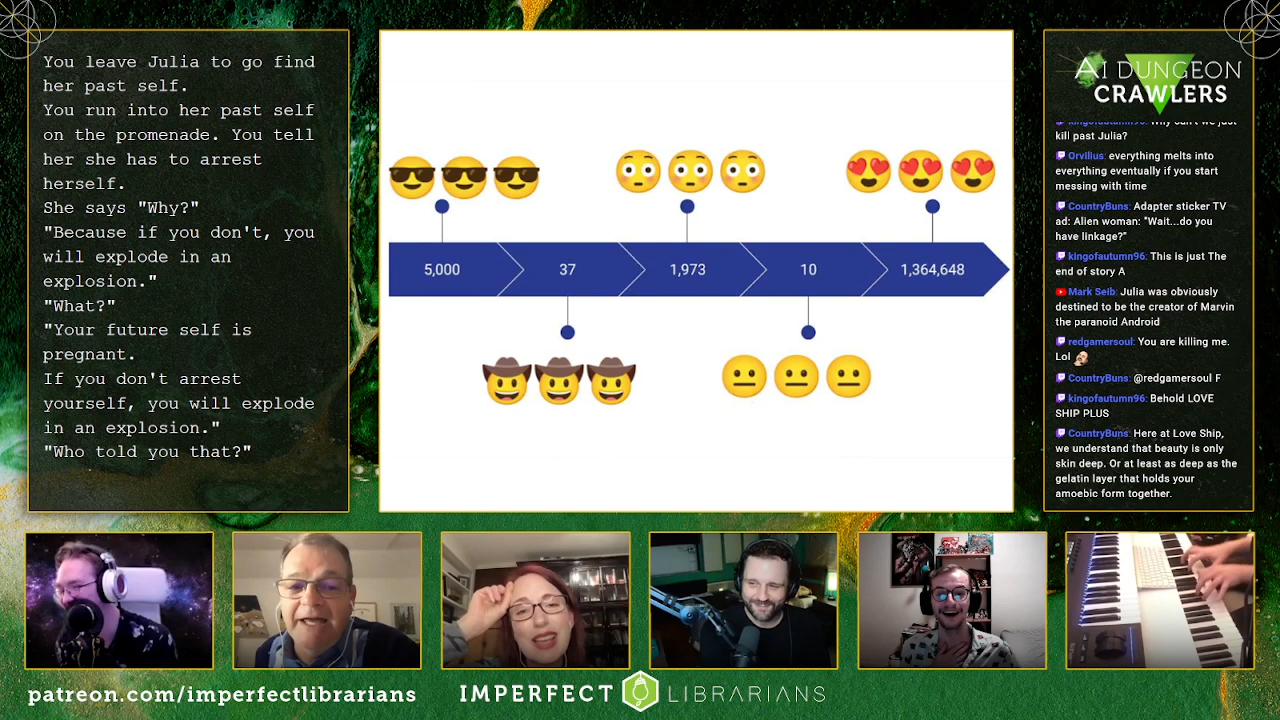 You leave Julia to go find
her past self.
You run into her past self
on the promenade. You tell
her she has to arrest
herself.
She says "Why?"
"Because if you don't, you
will explode in an
explosion."
"What?"
"Your future self is
pregnant.
If you don't arrest
yourself, you will explode
in an explosion."
"Who told you that?"
5,000
37
1,973
10
1,364,648
AI DUNGEON
CRAWLERS
kingofautumn96: Why can't we just
kill past Julia?
Orvilius: everything melts into
everything eventually if you start
messing with time
CountryBuns: Adapter sticker TV
ad: Alien woman: "Wait...do you
have linkage?"
kingofautumn96: This is just The
end of story A
Mark Seib: Julia was obviously
destined to be the creator of Marvin
the paranoid Android
redgamersoul: You are killing me.
Lol
CountryBuns: @redgamersoul F
kingofautumn96: Behold LOVE
SHIP PLUS
CountryBuns: Here at Love Ship,
we understand that beauty is only
skin deep. Or at least as deep as the
gelatin layer that holds your
amoebic form together.
patreon.com/imperfectlibrarians
IMPERFECT LIBRARIANS